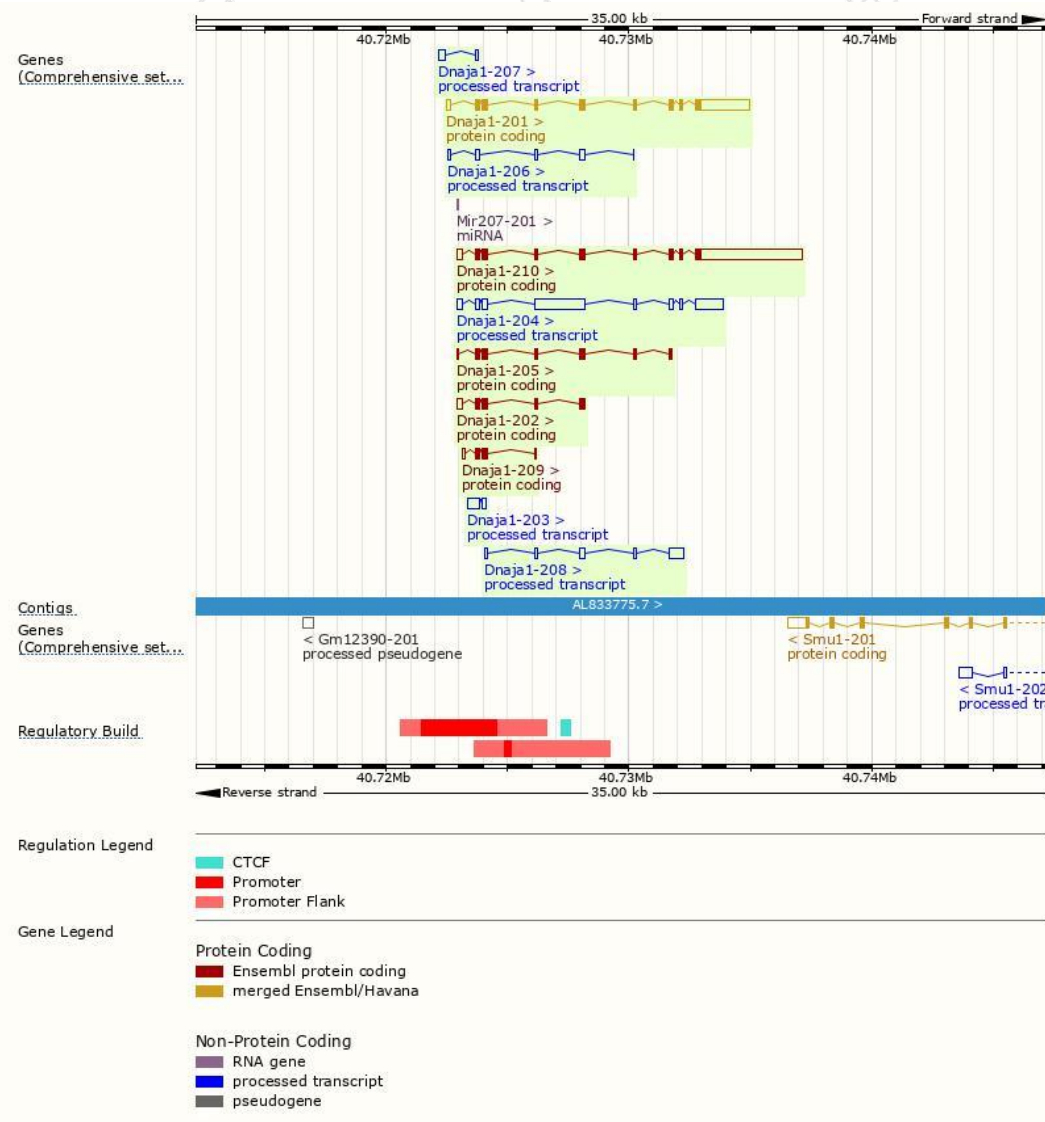 35.00 kb
Forward strand
40.72Mb 40.73Mb 40.74Mb
Genes
(Comprehensive set...
Dnaja1-207 >
processed transcript
Dnaja1-201 >
protein coding
Dnaja1-206 >
processed transcript
Mir207-201 >
miRNA
Dnaja1-210 >
protein coding
Dnaja1-204 >
processed transcript
Dnaja1-205 >
protein coding
Dnaja1-202 >
protein coding
Dnaja1-209 >
protein coding
Dnaja1-203 >
processed transcript
Dnaja1-208 >
processed transcript
Contigs
AL833775.7 >
Genes
(Comprehensive set...
< Gm12390-201
processed pseudogene
< Smu1-201
protein coding
< Smu1-202
processed tr
Regulatory Build
40.72Mb 40.73Mb 40.74Mb
Reverse strand
35.00 kb
Regulation Legend
CTCF
Promoter
Promoter Flank
Gene Legend
Protein Coding
Ensembl protein coding
merged Ensembl/Havana
Non-Protein Coding
RNA gene
processed transcript
pseudogene